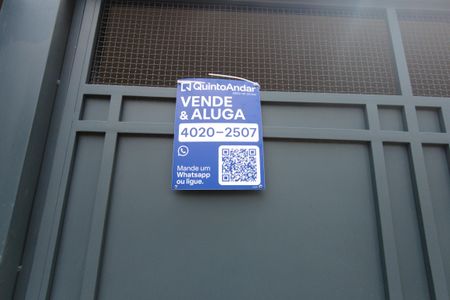 QuintoAndar
VENDE
& ALUGA
4020-2507
Mande um
Whatsapp
ou ligue.